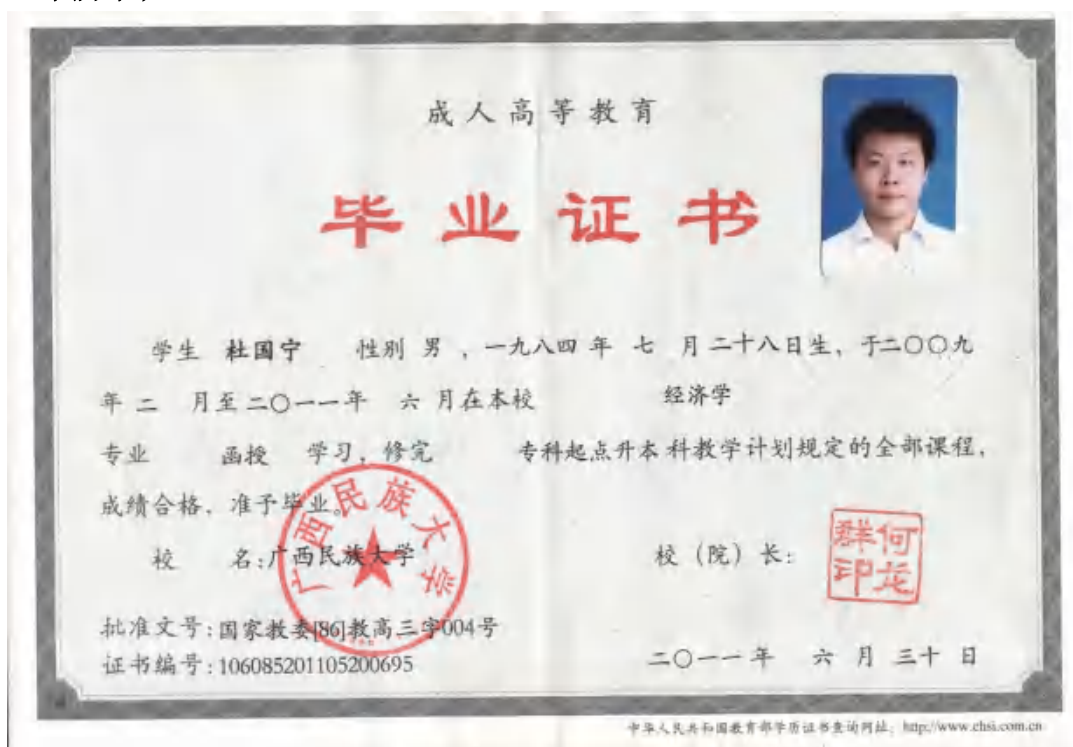 成人高等教育
毕业证书
学生 杜国宁 性别 男 ，一九八四 年 七 月 二十八日生，于二〇〇九
年 二 月至 二〇一一年 六 月在本校 经济学
专业 函授 学习，修完 专科起点升本 科教学计划规定的全部课程，
成绩合格，准予毕业。
校 名：广西民族大学
校（院）长：
何龙群印
广西民族大学
批准文号：国家教委[86]教高三字004号
证书编号：106085201105200695
二〇一一年 六 月 三十 日
中华人民共和国教育部学历证书查询网址：http://www.chsi.com.cn